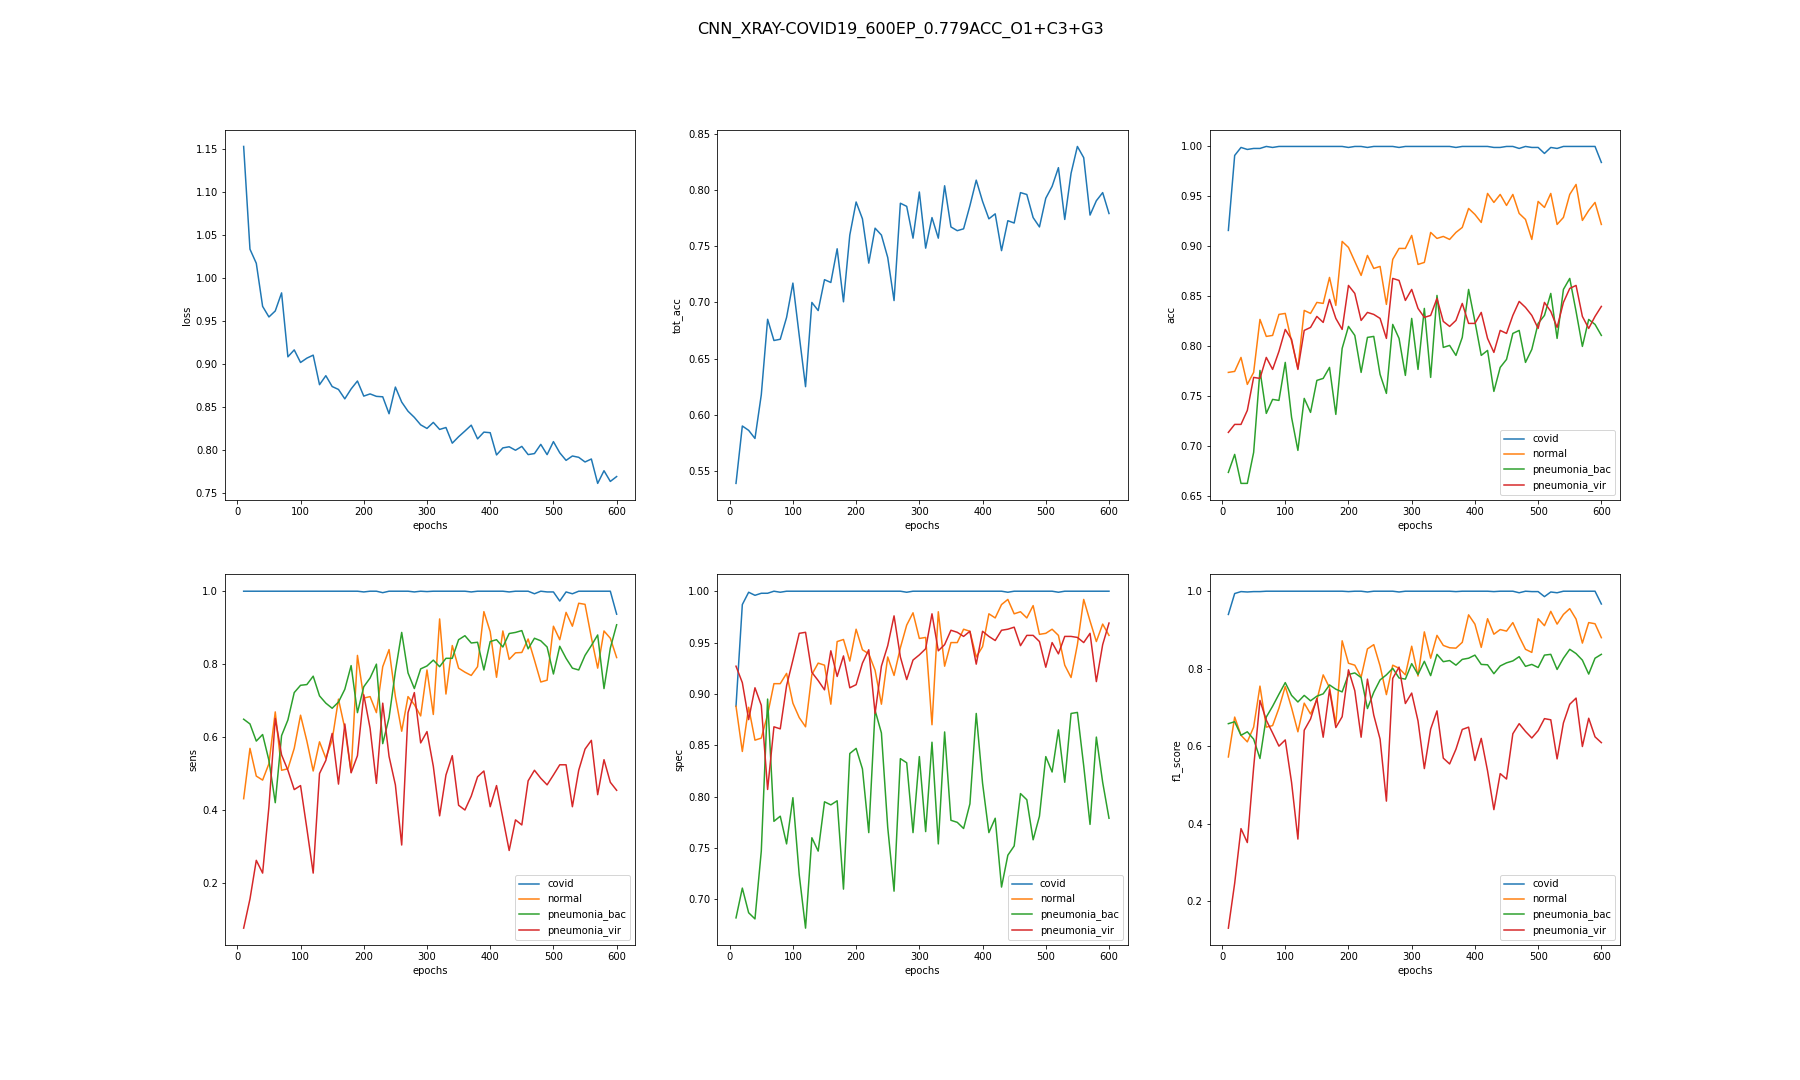 CNN_XRAY-COVID19_600EP_0.779ACC_O1+C3+G3
loss
1.15
1.10
1.05
1.00
0.95
0.90
0.85
0.80
0.75
0 100 200 300 400 500 600
epochs
tot_acc
0.85
0.80
0.75
0.70
0.65
0.60
0.55
0 100 200 300 400 500 600
epochs
acc
1.00
0.95
0.90
0.85
0.80
0.75
0.70
0.65
covid
normal
pneumonia_bac
pneumonia_vir
0 100 200 300 400 500 600
epochs
sens
1.0
0.8
0.6
0.4
0.2
covid
normal
pneumonia_bac
pneumonia_vir
0 100 200 300 400 500 600
epochs
spec
1.00
0.95
0.90
0.85
0.80
0.75
0.70
covid
normal
pneumonia_bac
pneumonia_vir
0 100 200 300 400 500 600
epochs
f1_score
1.0
0.8
0.6
0.4
0.2
covid
normal
pneumonia_bac
pneumonia_vir
0 100 200 300 400 500 600
epochs